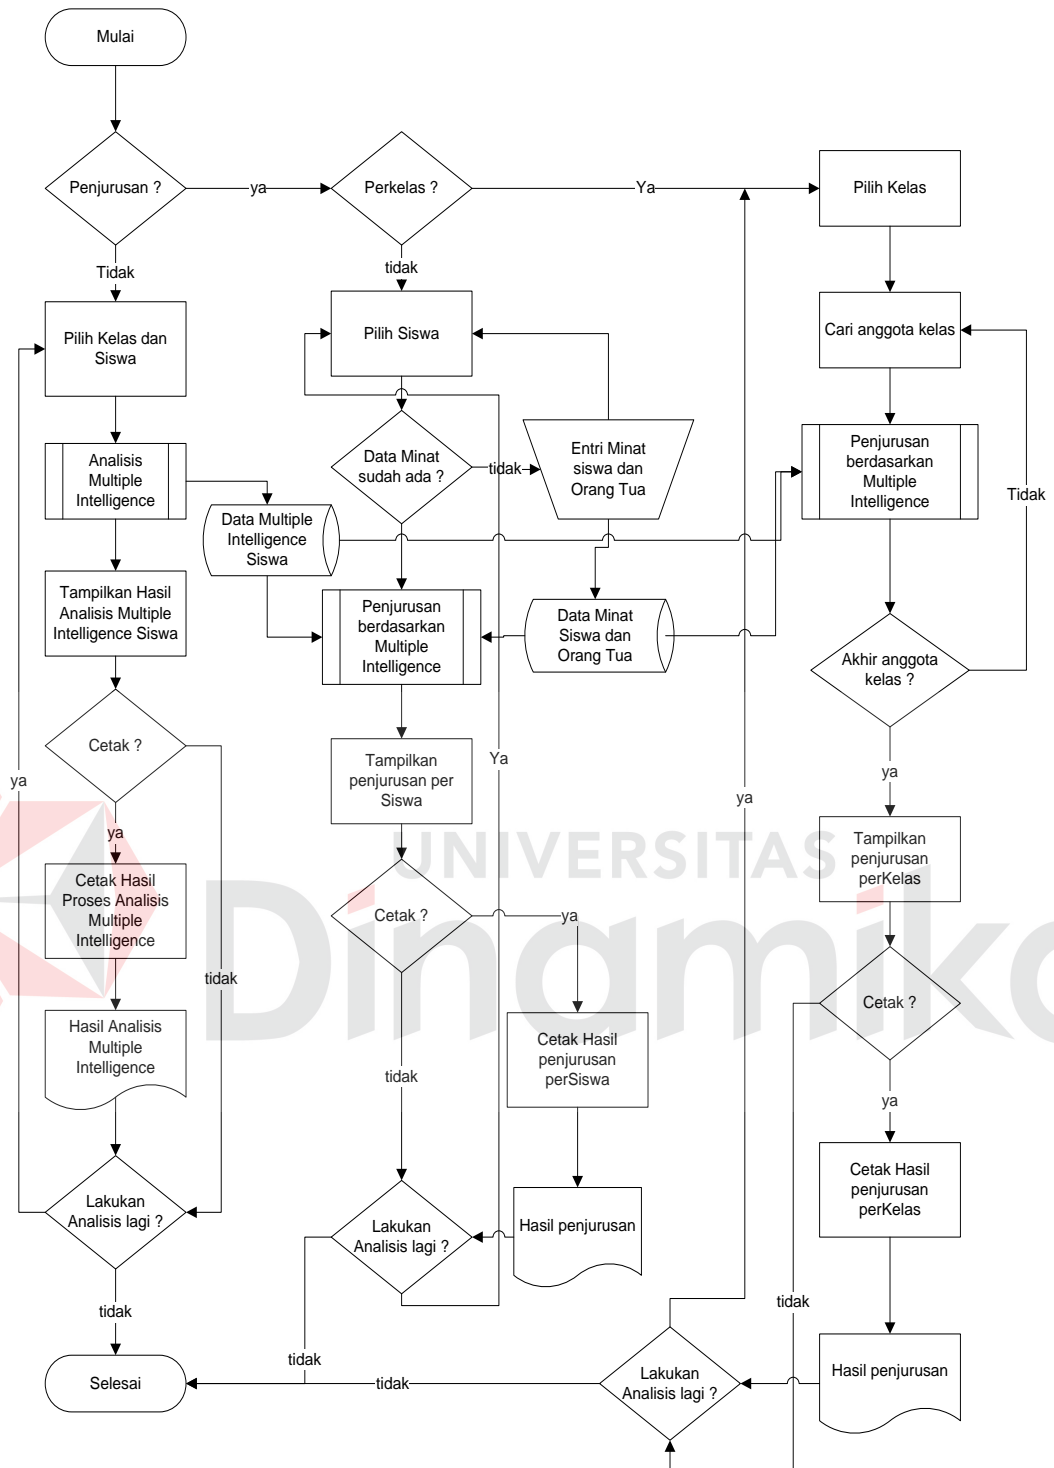 Mulai
Penjurusan ?
ya
Perkelas ?
Ya
Pilih Kelas
Tidak
tidak
Pilih Kelas dan
Siswa
Pilih Siswa
Cari anggota kelas
Analisis
Multiple
Intelligence
Data Minat
sudah ada ?
tidak
Entri Minat
siswa dan
Orang Tua
Penjurusan
berdasarkan
Multiple
Intelligence
Tidak
Data Multiple
Intelligence
Siswa
Tampilkan Hasil
Analisis Multiple
Intelligence Siswa
Penjurusan
berdasarkan
Multiple
Intelligence
Data Minat
Siswa dan
Orang Tua
Akhir anggota
kelas ?
Cetak ?
ya
Tampilkan
penjurusan per
Siswa
Ya
ya
ya
ya
Tampilkan
penjurusan
perKelas
UNIVERSITAS
Dinamika
Cetak Hasil
Proses Analisis
Multiple
Intelligence
tidak
Cetak ?
ya
Cetak ?
Hasil Analisis
Multiple
Intelligence
tidak
Cetak Hasil
penjurusan
perSiswa
ya
Cetak Hasil
penjurusan
perKelas
Lakukan
Analisis lagi ?
Lakukan
Analisis lagi ?
Hasil penjurusan
tidak
tidak
tidak
Selesai
tidak
Lakukan
Analisis lagi ?
Hasil penjurusan